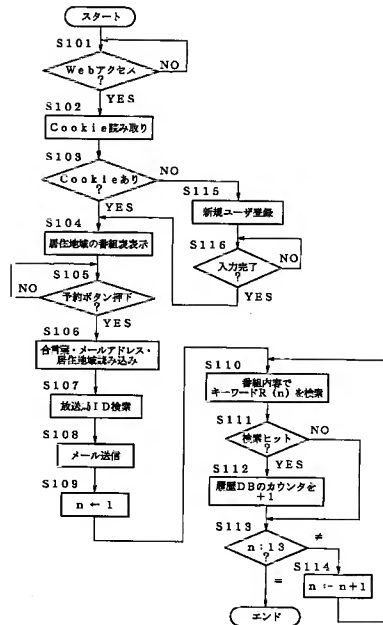 スタート
S101
Webアクセス
?
NO
YES
S102
Cookie読み取り
S103
Cookieあり
?
NO
YES
S115
新規ユーザ登録
S104
居住地域の番組表表示
S116
入力完了
?
NO
YES
S105
予約ボタン押下
?
NO
YES
S106
合言葉・メールアドレス・
居住地域読み込み
S107
放送局ID検索
S108
メール送信
S109
n ← 1
S110
番組内容で
キーワードR(n)を検索
S111
検索ヒット
?
NO
YES
S112
履歴DBのカウンタを
+1
S113
n:13
?
≠
=
S114
n:-n+1
エンド